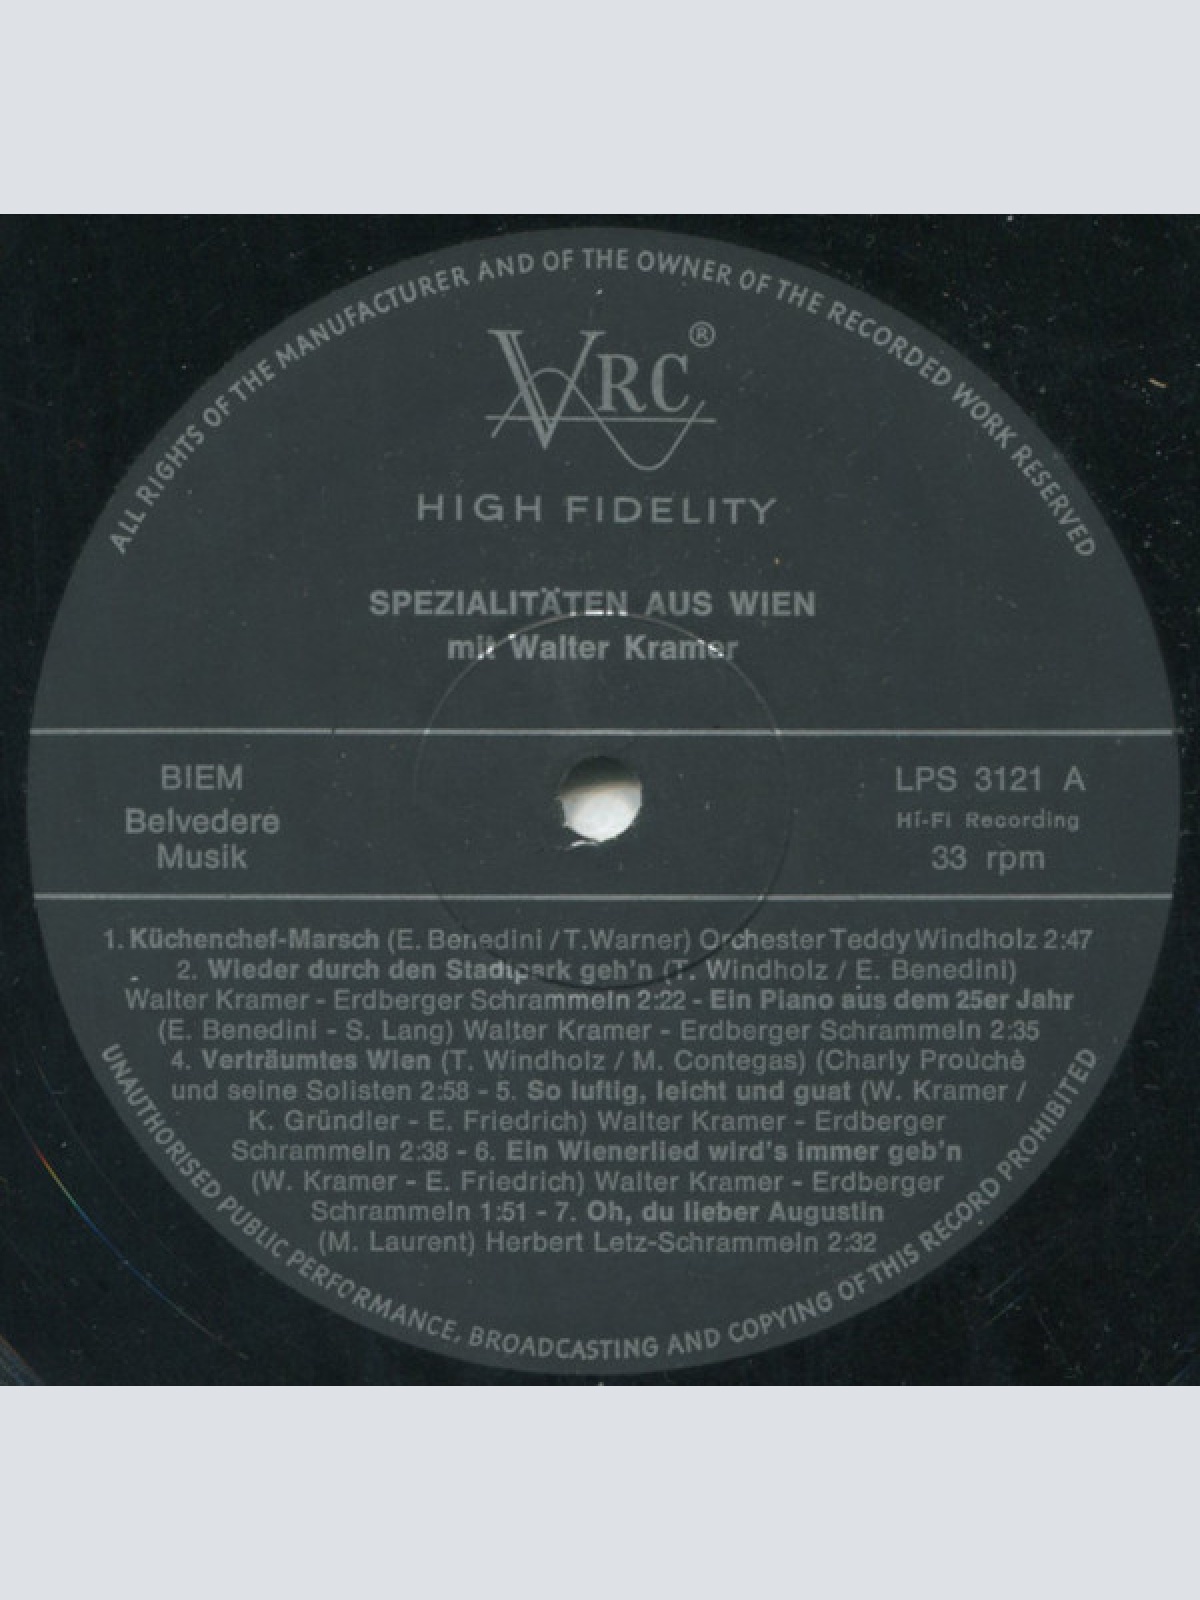 ALL RIGHTS OF THE MANUFACTURER AND OF THE OWNER OF THE RECORDED WORK RESERVED
VRC®
HIGH FIDELITY
SPEZIALITÄTEN AUS WIEN
mit Walter Kramer
BIEM
Belvedere
Musik
LPS 3121 A
Hi-Fi Recording
33 rpm
1. Küchenchef-Marsch (E. Benedini / T. Warner) Orchester Teddy Windholz 2:47
2. Wieder durch den Stadtpark geh'n (T. Windholz / E. Benedini)
Walter Kramer - Erdberger Schrammeln 2:22 - Ein Piano aus dem 25er Jahr
(E. Benedini - S. Lang) Walter Kramer - Erdberger Schrammeln 2:35
4. Verträumtes Wien (T. Windholz / M. Contegas) (Charly Prouchè
und seine Solisten 2:58 - 5. So luftig, leicht und guat (W. Kramer /
K. Gründler - E. Friedrich) Walter Kramer - Erdberger
Schrammeln 2:38 - 6. Ein Wienerlied wird's immer geb'n
(W. Kramer - E. Friedrich) Walter Kramer - Erdberger
Schrammeln 1:51 - 7. Oh, du lieber Augustin
(M. Laurent) Herbert Letz-Schrammeln 2:32
UNAUTHORISED PUBLIC PERFORMANCE, BROADCASTING AND COPYING OF THIS RECORD PROHIBITED